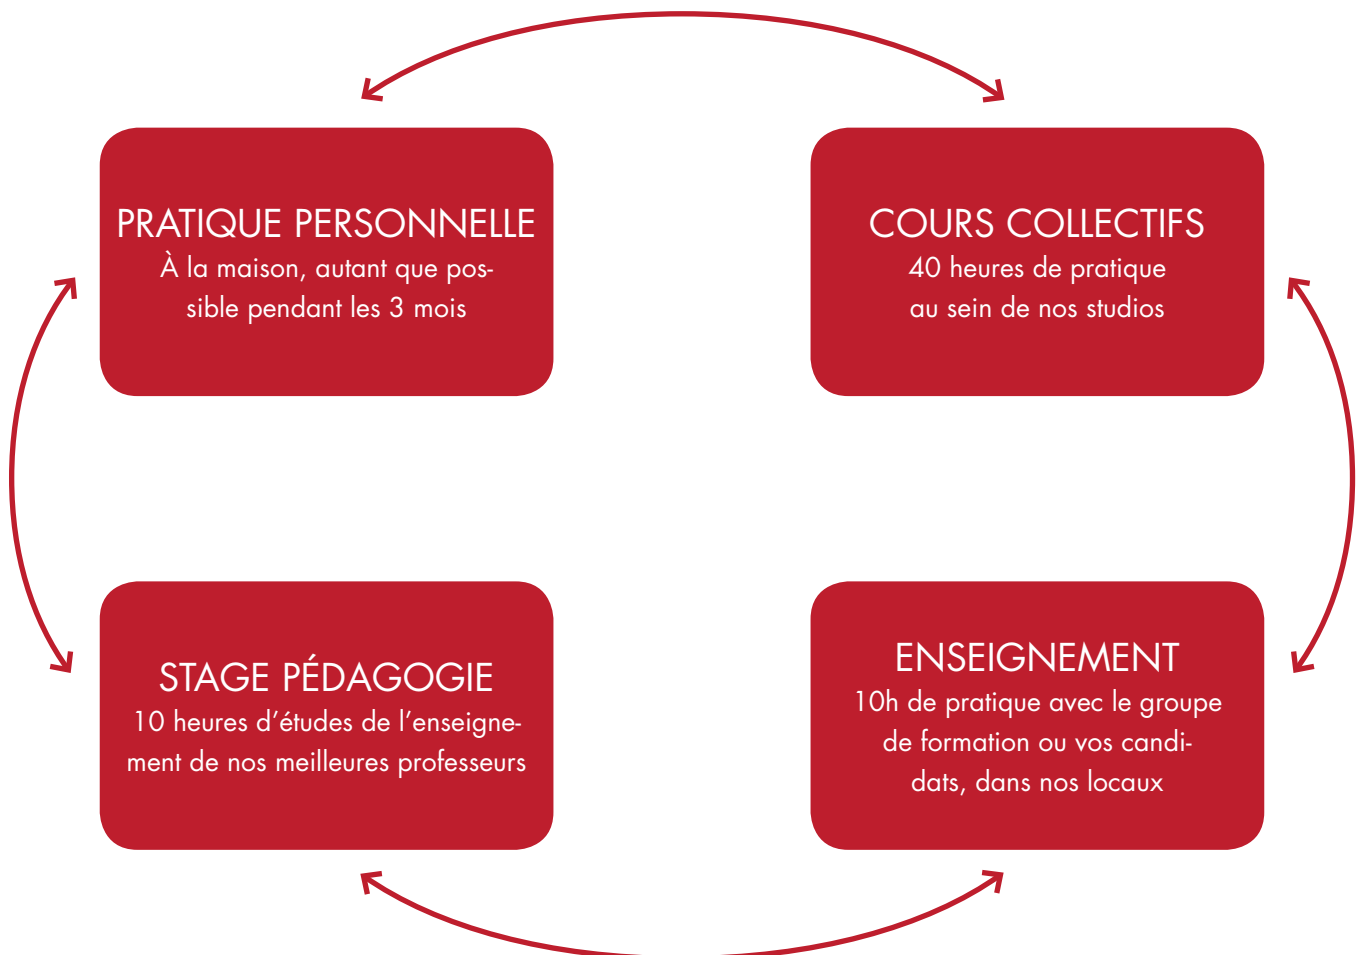 PRATIQUE PERSONNELLE
À la maison, autant que pos-
sible pendant les 3 mois
COURS COLLECTIFS
40 heures de pratique
au sein de nos studios
STAGE PÉDAGOGIE
10 heures d’études de l’enseigne-
ment de nos meilleures professeurs
ENSEIGNEMENT
10h de pratique avec le groupe
de formation ou vos candi-
dats, dans nos locaux